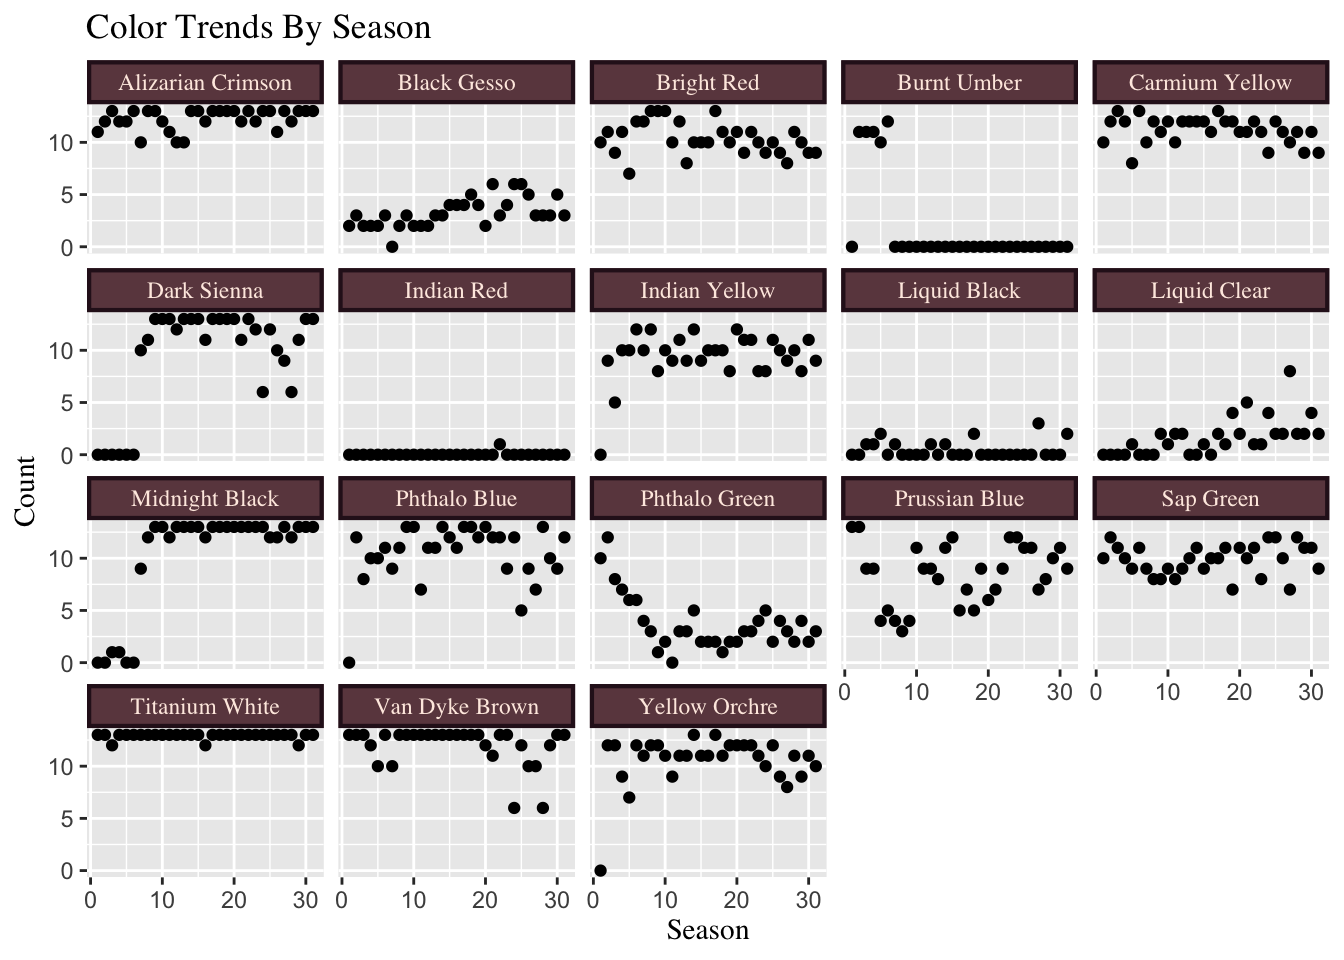 Color Trends By Season
Alizarian Crimson Black Gesso Bright Red Burnt Umber Carmium Yellow
10
5
0
Dark Sienna Indian Red Indian Yellow Liquid Black Liquid Clear
10
5
0
Count
Midnight Black Phthalo Blue Phthalo Green Prussian Blue Sap Green
10
5
0
0 10 20 30 0 10 20 30
Titanium White Van Dyke Brown Yellow Orchre
10
5
0
0 10 20 30 0 10 20 30 0 10 20 30
Season